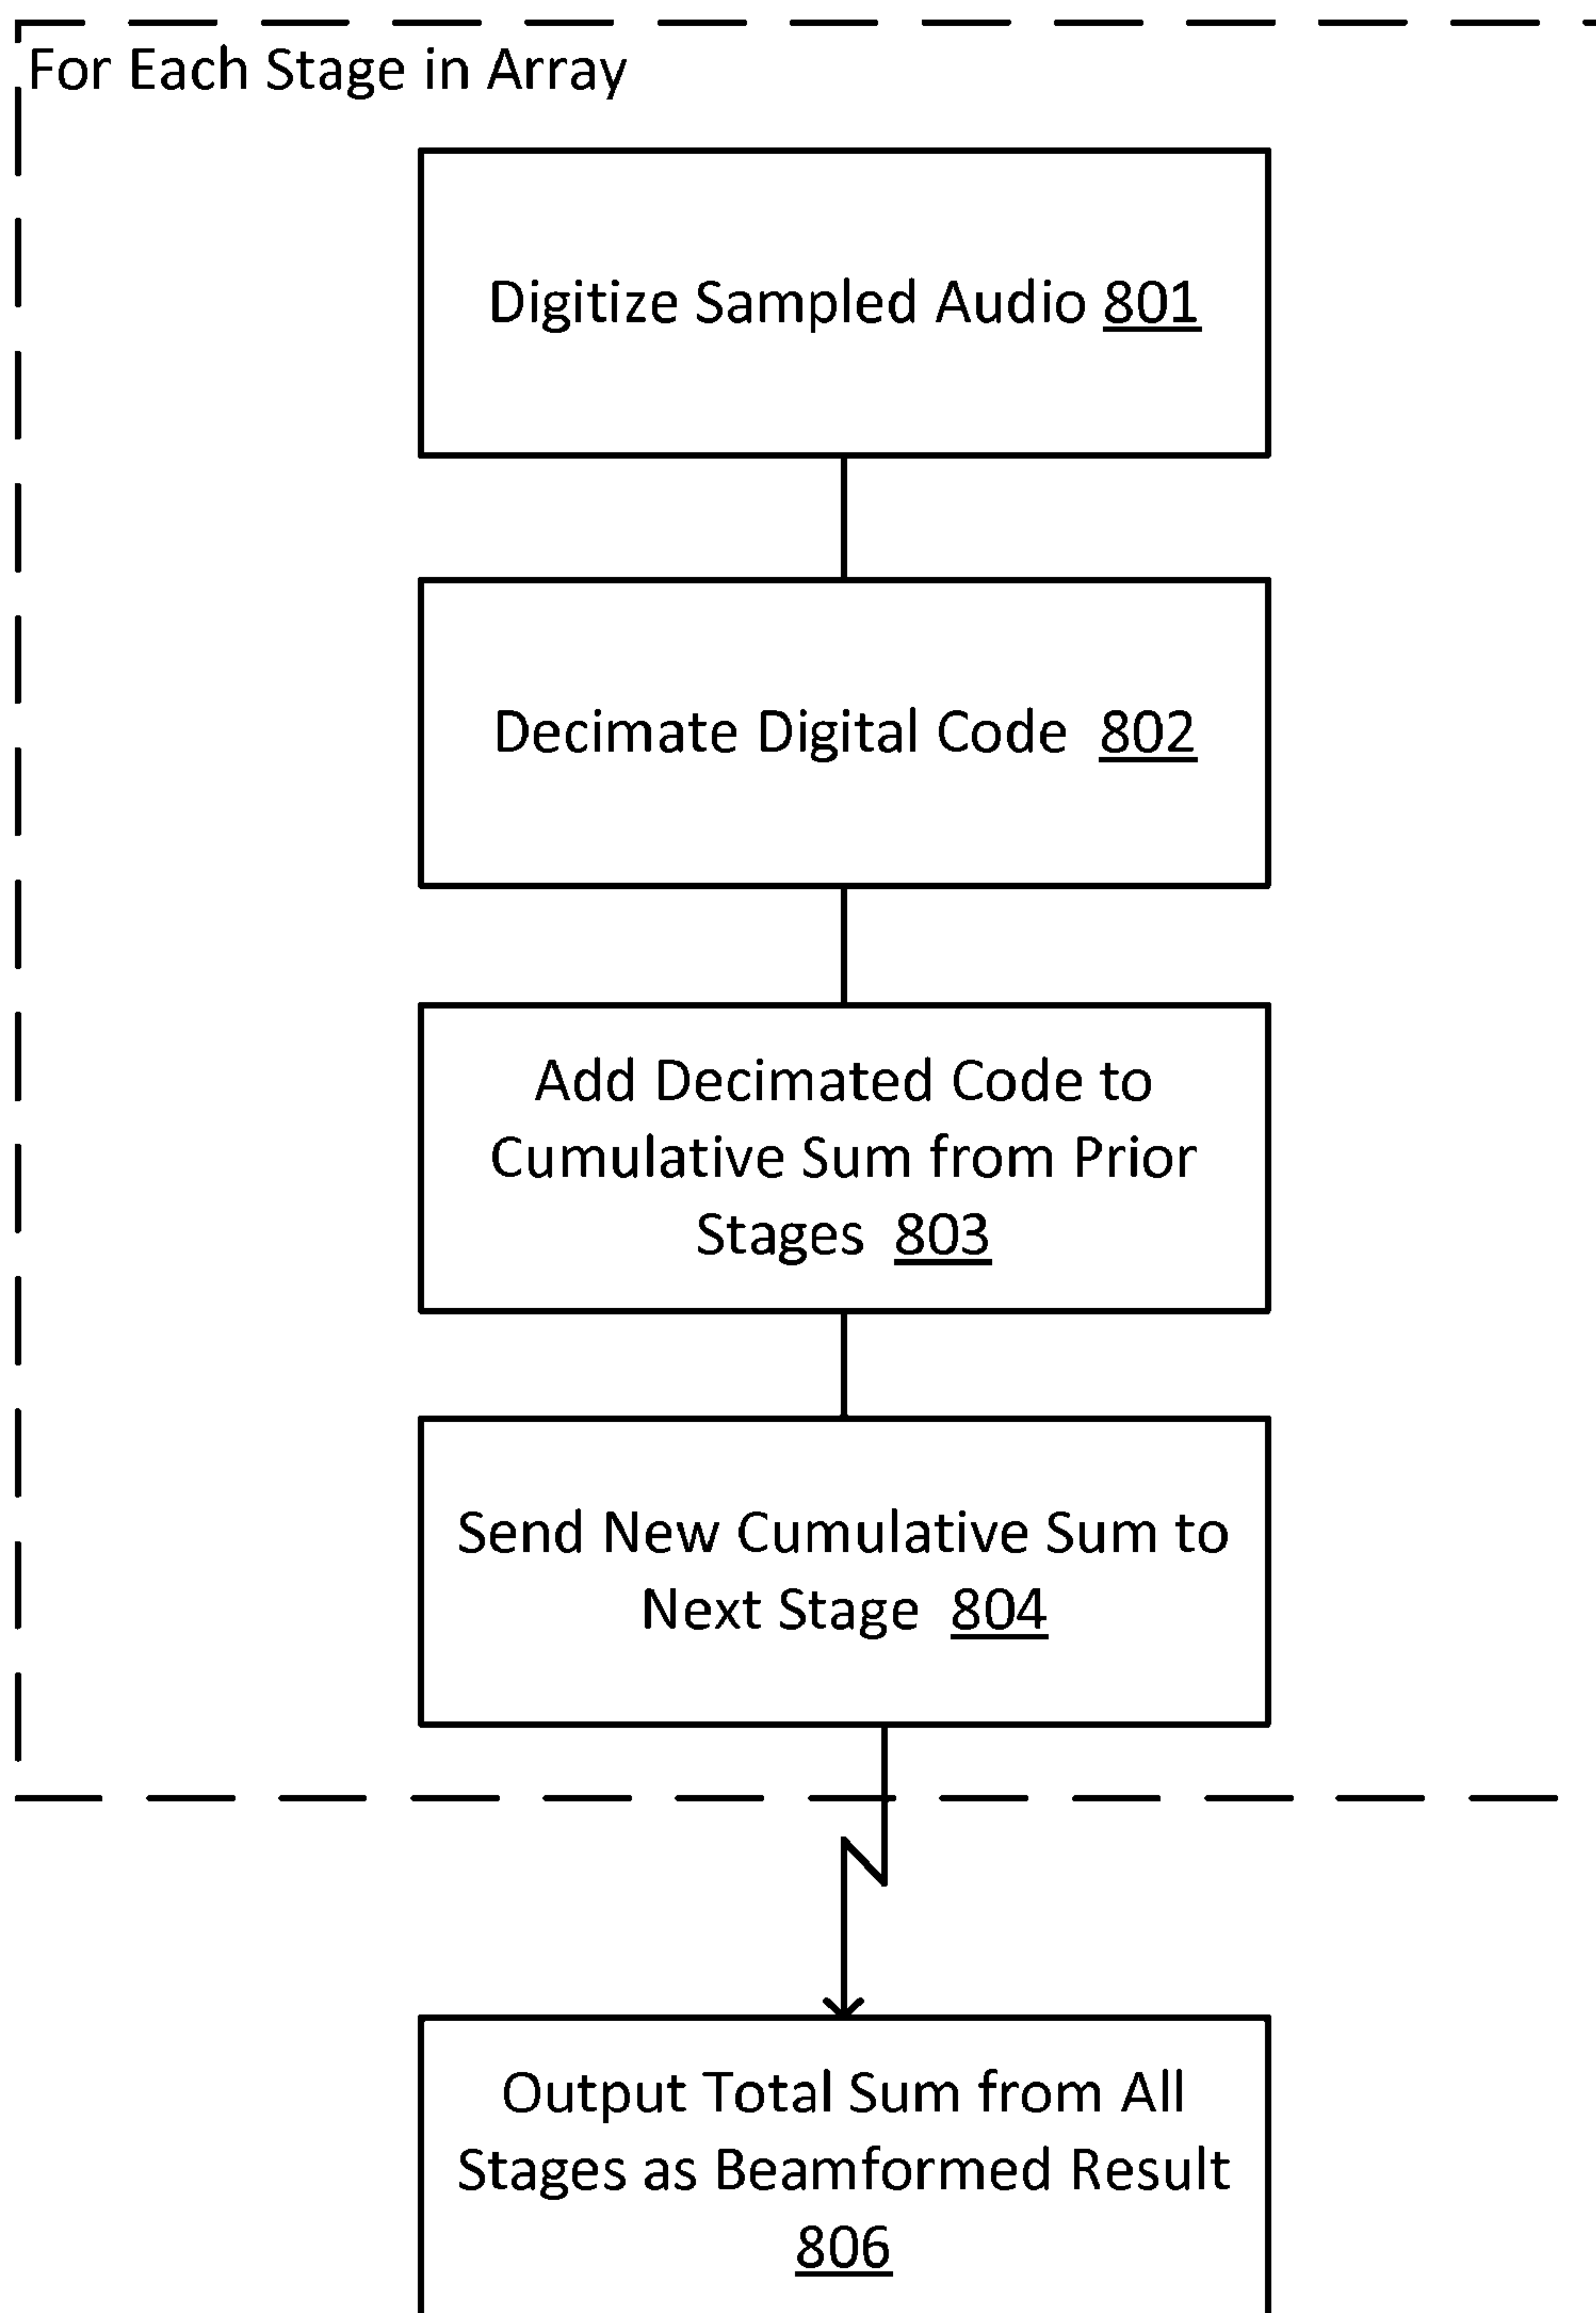 For Each Stage in Array
Digitize Sampled Audio 801
Decimate Digital Code 802
Add Decimated Code to
Cumulative Sum from Prior
Stages 803
Send New Cumulative Sum to
Next Stage 804
Output Total Sum from All
Stages as Beamformed Result
806